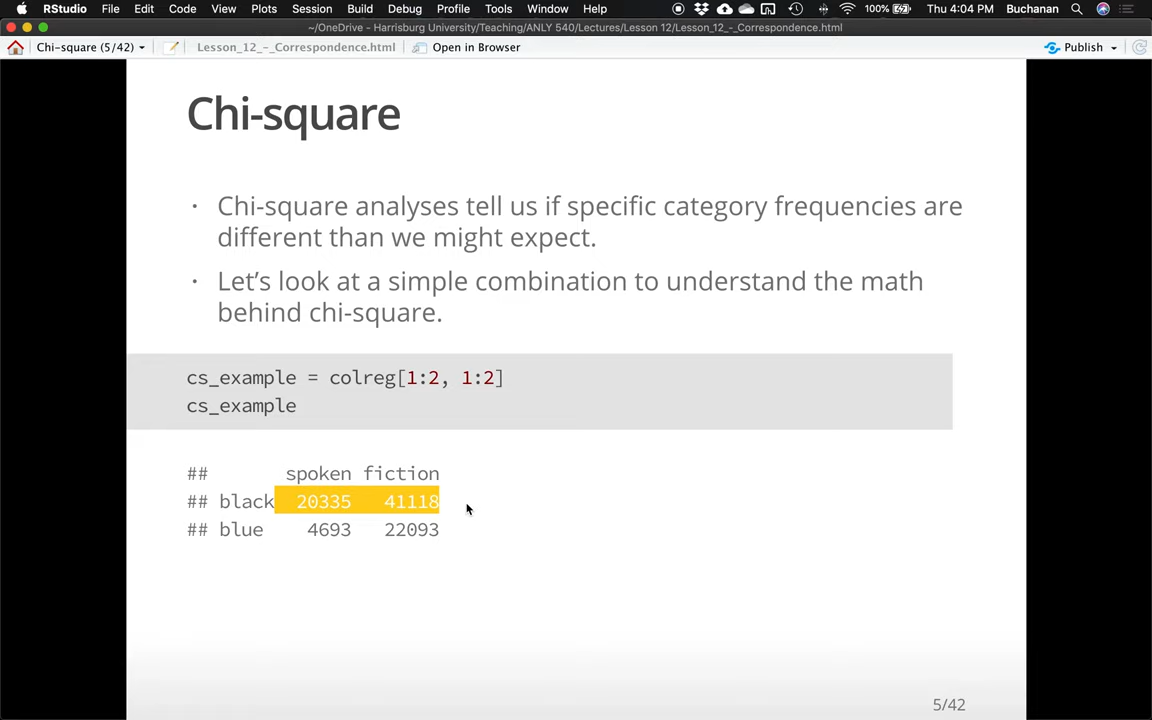 RStudio File Edit Code View Plots Session Build Debug Profile Tools Window Help 100% Thu 4:04 PM Buchanan
~/OneDrive - Harrisburg University/Teaching/ANLY 540/Lectures/Lesson 12/Lesson_12_-_Correspondence.html
Chi-square (5/42) Lesson_12_-_Correspondence.html Open in Browser Publish
Chi-square
· Chi-square analyses tell us if specific category frequencies are
different than we might expect.
· Let’s look at a simple combination to understand the math
behind chi-square.
cs_example = colreg[1:2, 1:2]
cs_example
## spoken fiction
## black 20335 41118
## blue 4693 22093
5/42